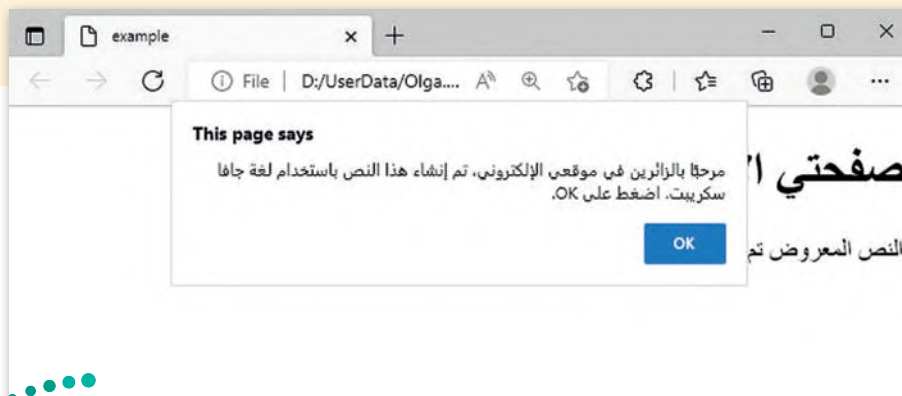 example
File | D:/UserData/Olga....
This page says
مرحبًا بالزائرين في موقعي الإلكتروني، تم إنشاء هذا النص باستخدام لغة جافا
سكريبت. اضغط على OK.
OK
صفحتي
النص المعروض تم